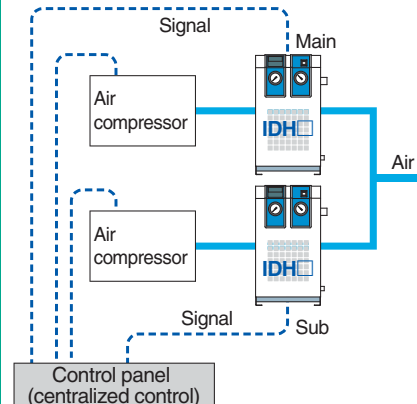 Signal
Main
Air
compressor
IDH□
Air
Air
compressor
IDH□
Signal
Sub
Control panel
(centralized control)